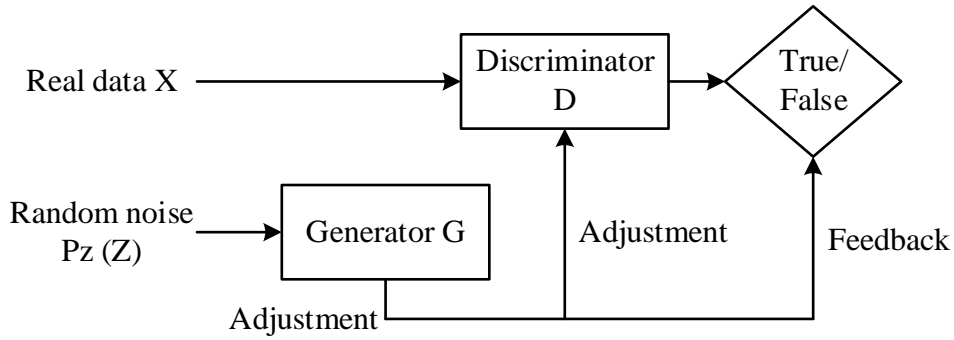 Real data X
Discriminator
D
True/
False
Random noise
Pz (Z)
Generator G
Adjustment
Feedback
Adjustment